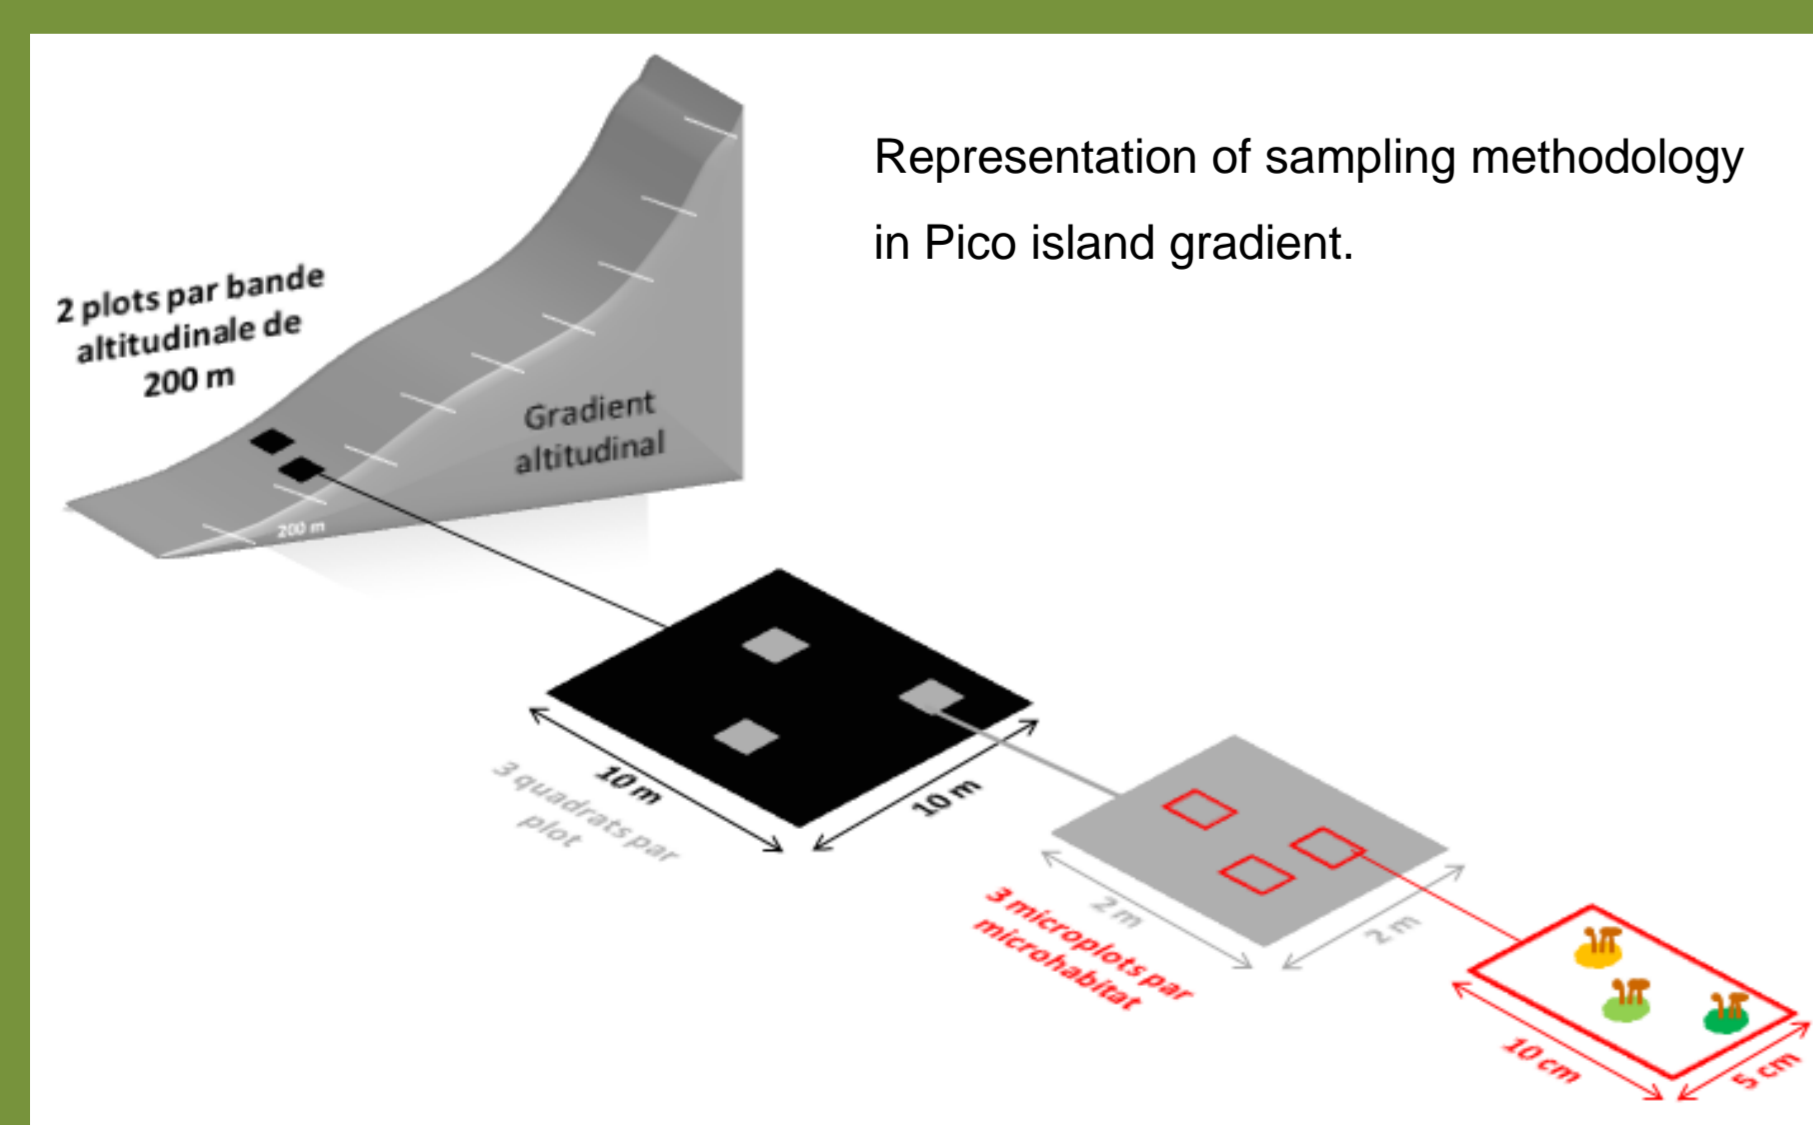 Representation of sampling methodology
in Pico island gradient.
2 plots par bande
altitudinale de
200 m
Gradient
altitudinal
200 m
10 m
10 m
3 quadrats par
plot
2 m
2 m
3 microplots par
microhabitat
10 cm
5 cm